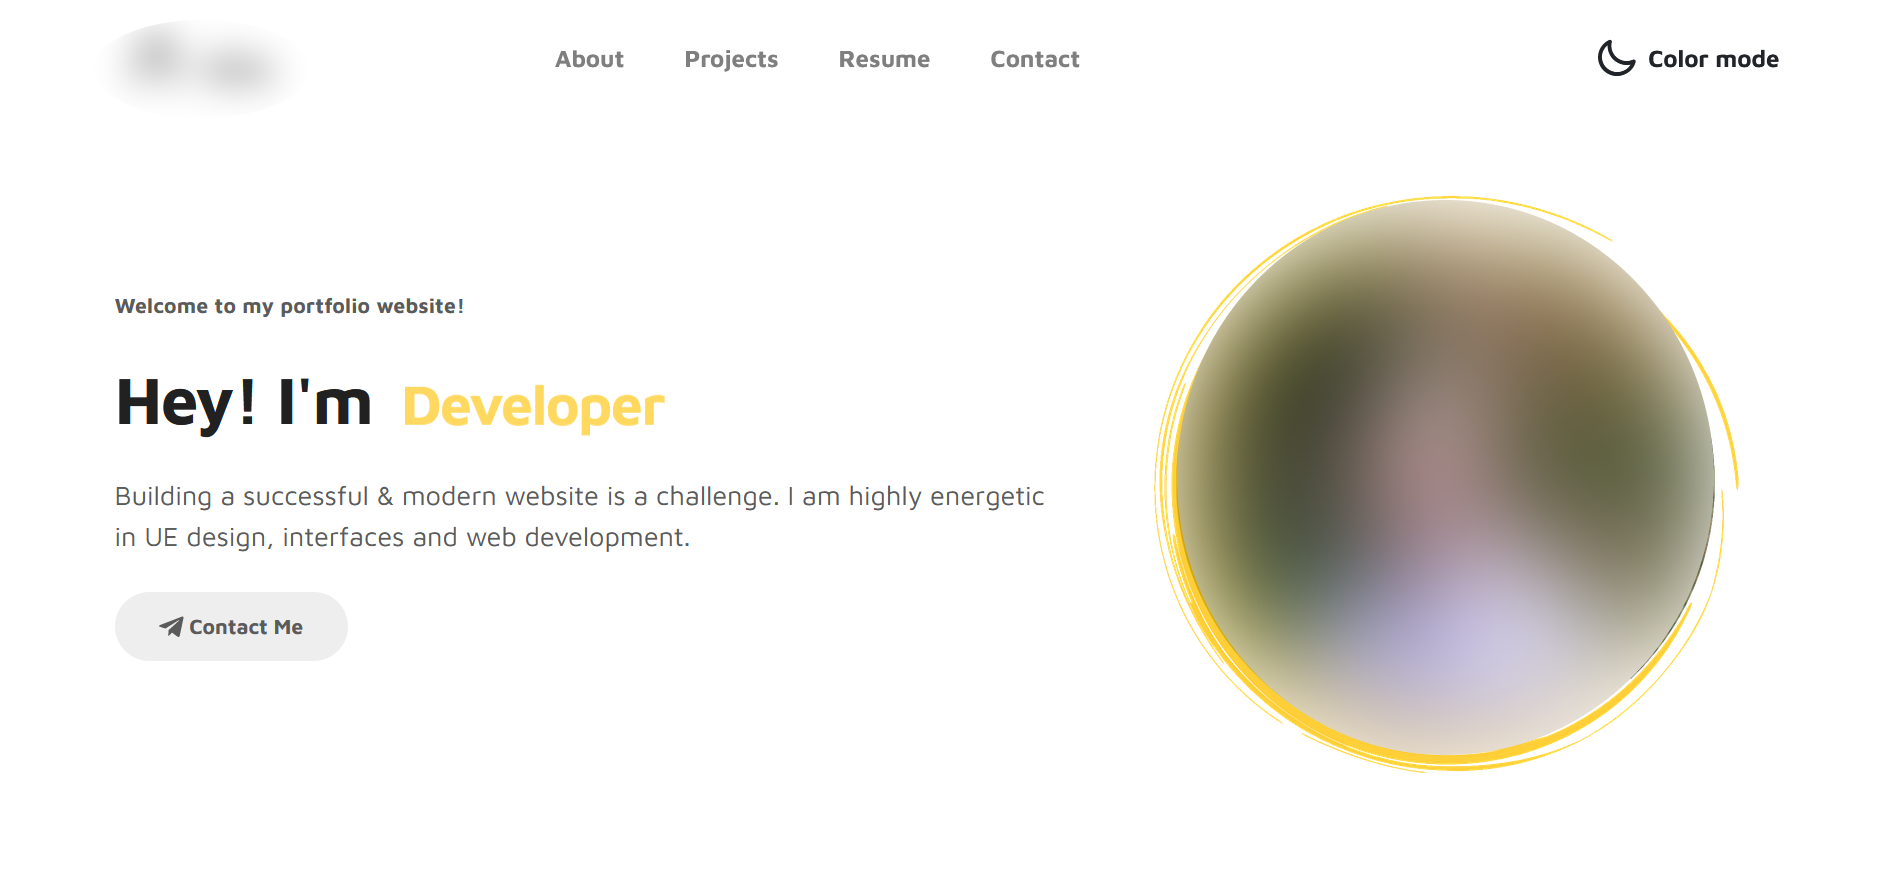 About Projects Resume Contact Color mode
Welcome to my portfolio website!
Hey! I'm Developer
Building a successful & modern website is a challenge. I am highly energetic
in UE design, interfaces and web development.
Contact Me